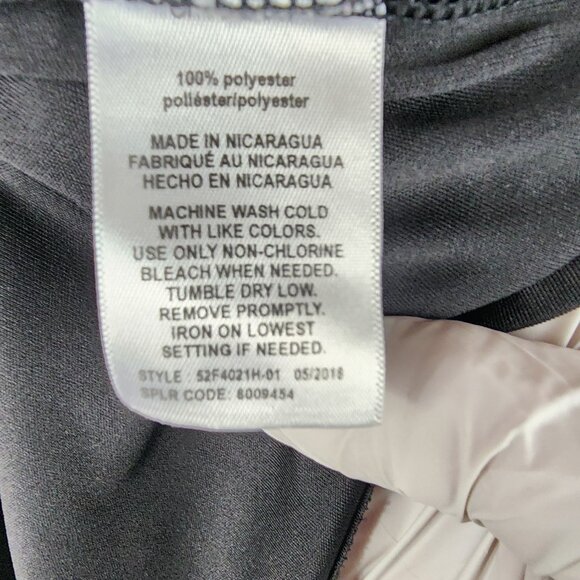 100% polyester
poliéster/polyester
MADE IN NICARAGUA
FABRIQUÉ AU NICARAGUA
HECHO EN NICARAGUA
MACHINE WASH COLD
WITH LIKE COLORS.
USE ONLY NON-CHLORINE
BLEACH WHEN NEEDED.
TUMBLE DRY LOW.
REMOVE PROMPTLY.
IRON ON LOWEST
SETTING IF NEEDED.
STYLE : 52F4021H-01 05/2018
SPLR CODE: 8009454